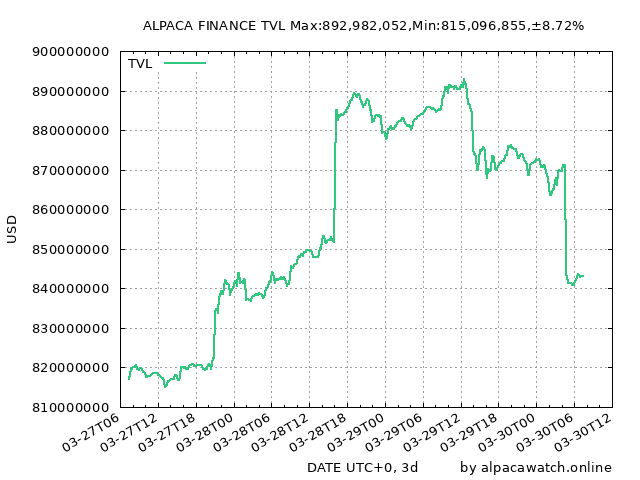 ALPACA FINANCE TVL Max:892,982,052,Min:815,096,855,±8.72%
TVL
900000000
890000000
880000000
870000000
860000000
850000000
840000000
830000000
820000000
810000000
USD
03-27T06
03-27T12
03-27T18
03-28T00
03-28T06
03-28T12
03-28T18
03-29T00
03-29T06
03-29T12
03-29T18
03-30T00
03-30T06
03-30T12
DATE UTC+0, 3d
by alpacawatch.online